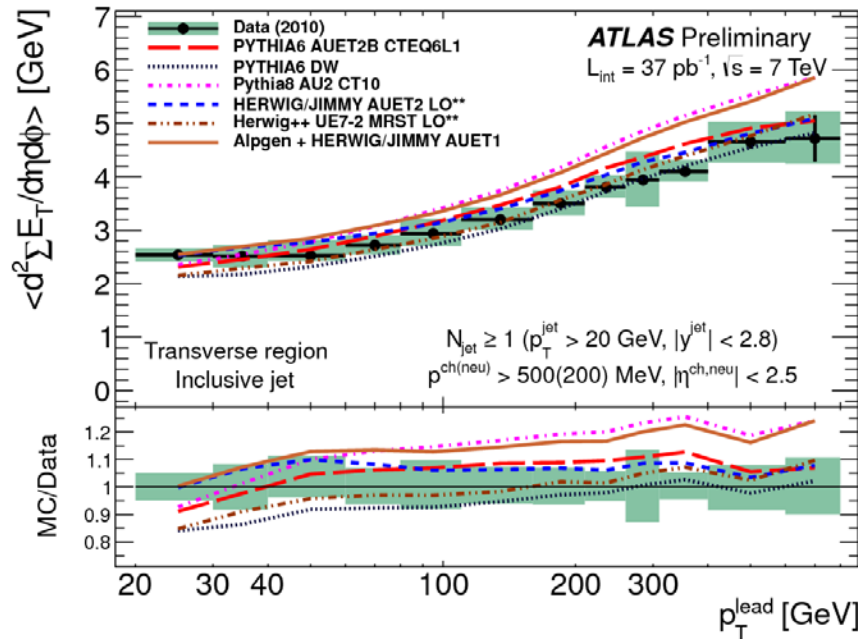 <d²∑E_T/dηdϕ> [GeV]
7
6
5
4
3
2
1
0
Data (2010)
PYTHIA6 AUET2B CTEQ6L1
PYTHIA6 DW
Pythia8 AU2 CT10
HERWIG/JIMMY AUET2 LO**
Herwig++ UE7-2 MRST LO**
Alpgen + HERWIG/JIMMY AUET1
ATLAS Preliminary
L_int = 37 pb⁻¹, √s = 7 TeV
Transverse region
Inclusive jet
N_jet ≥ 1 (p_T^jet > 20 GeV, |y^jet| < 2.8)
p^ch(neu) > 500(200) MeV, |η^ch,neu| < 2.5
MC/Data
1.2
1.1
1
0.9
0.8
20 30 40 100 200 300
p_T^lead [GeV]